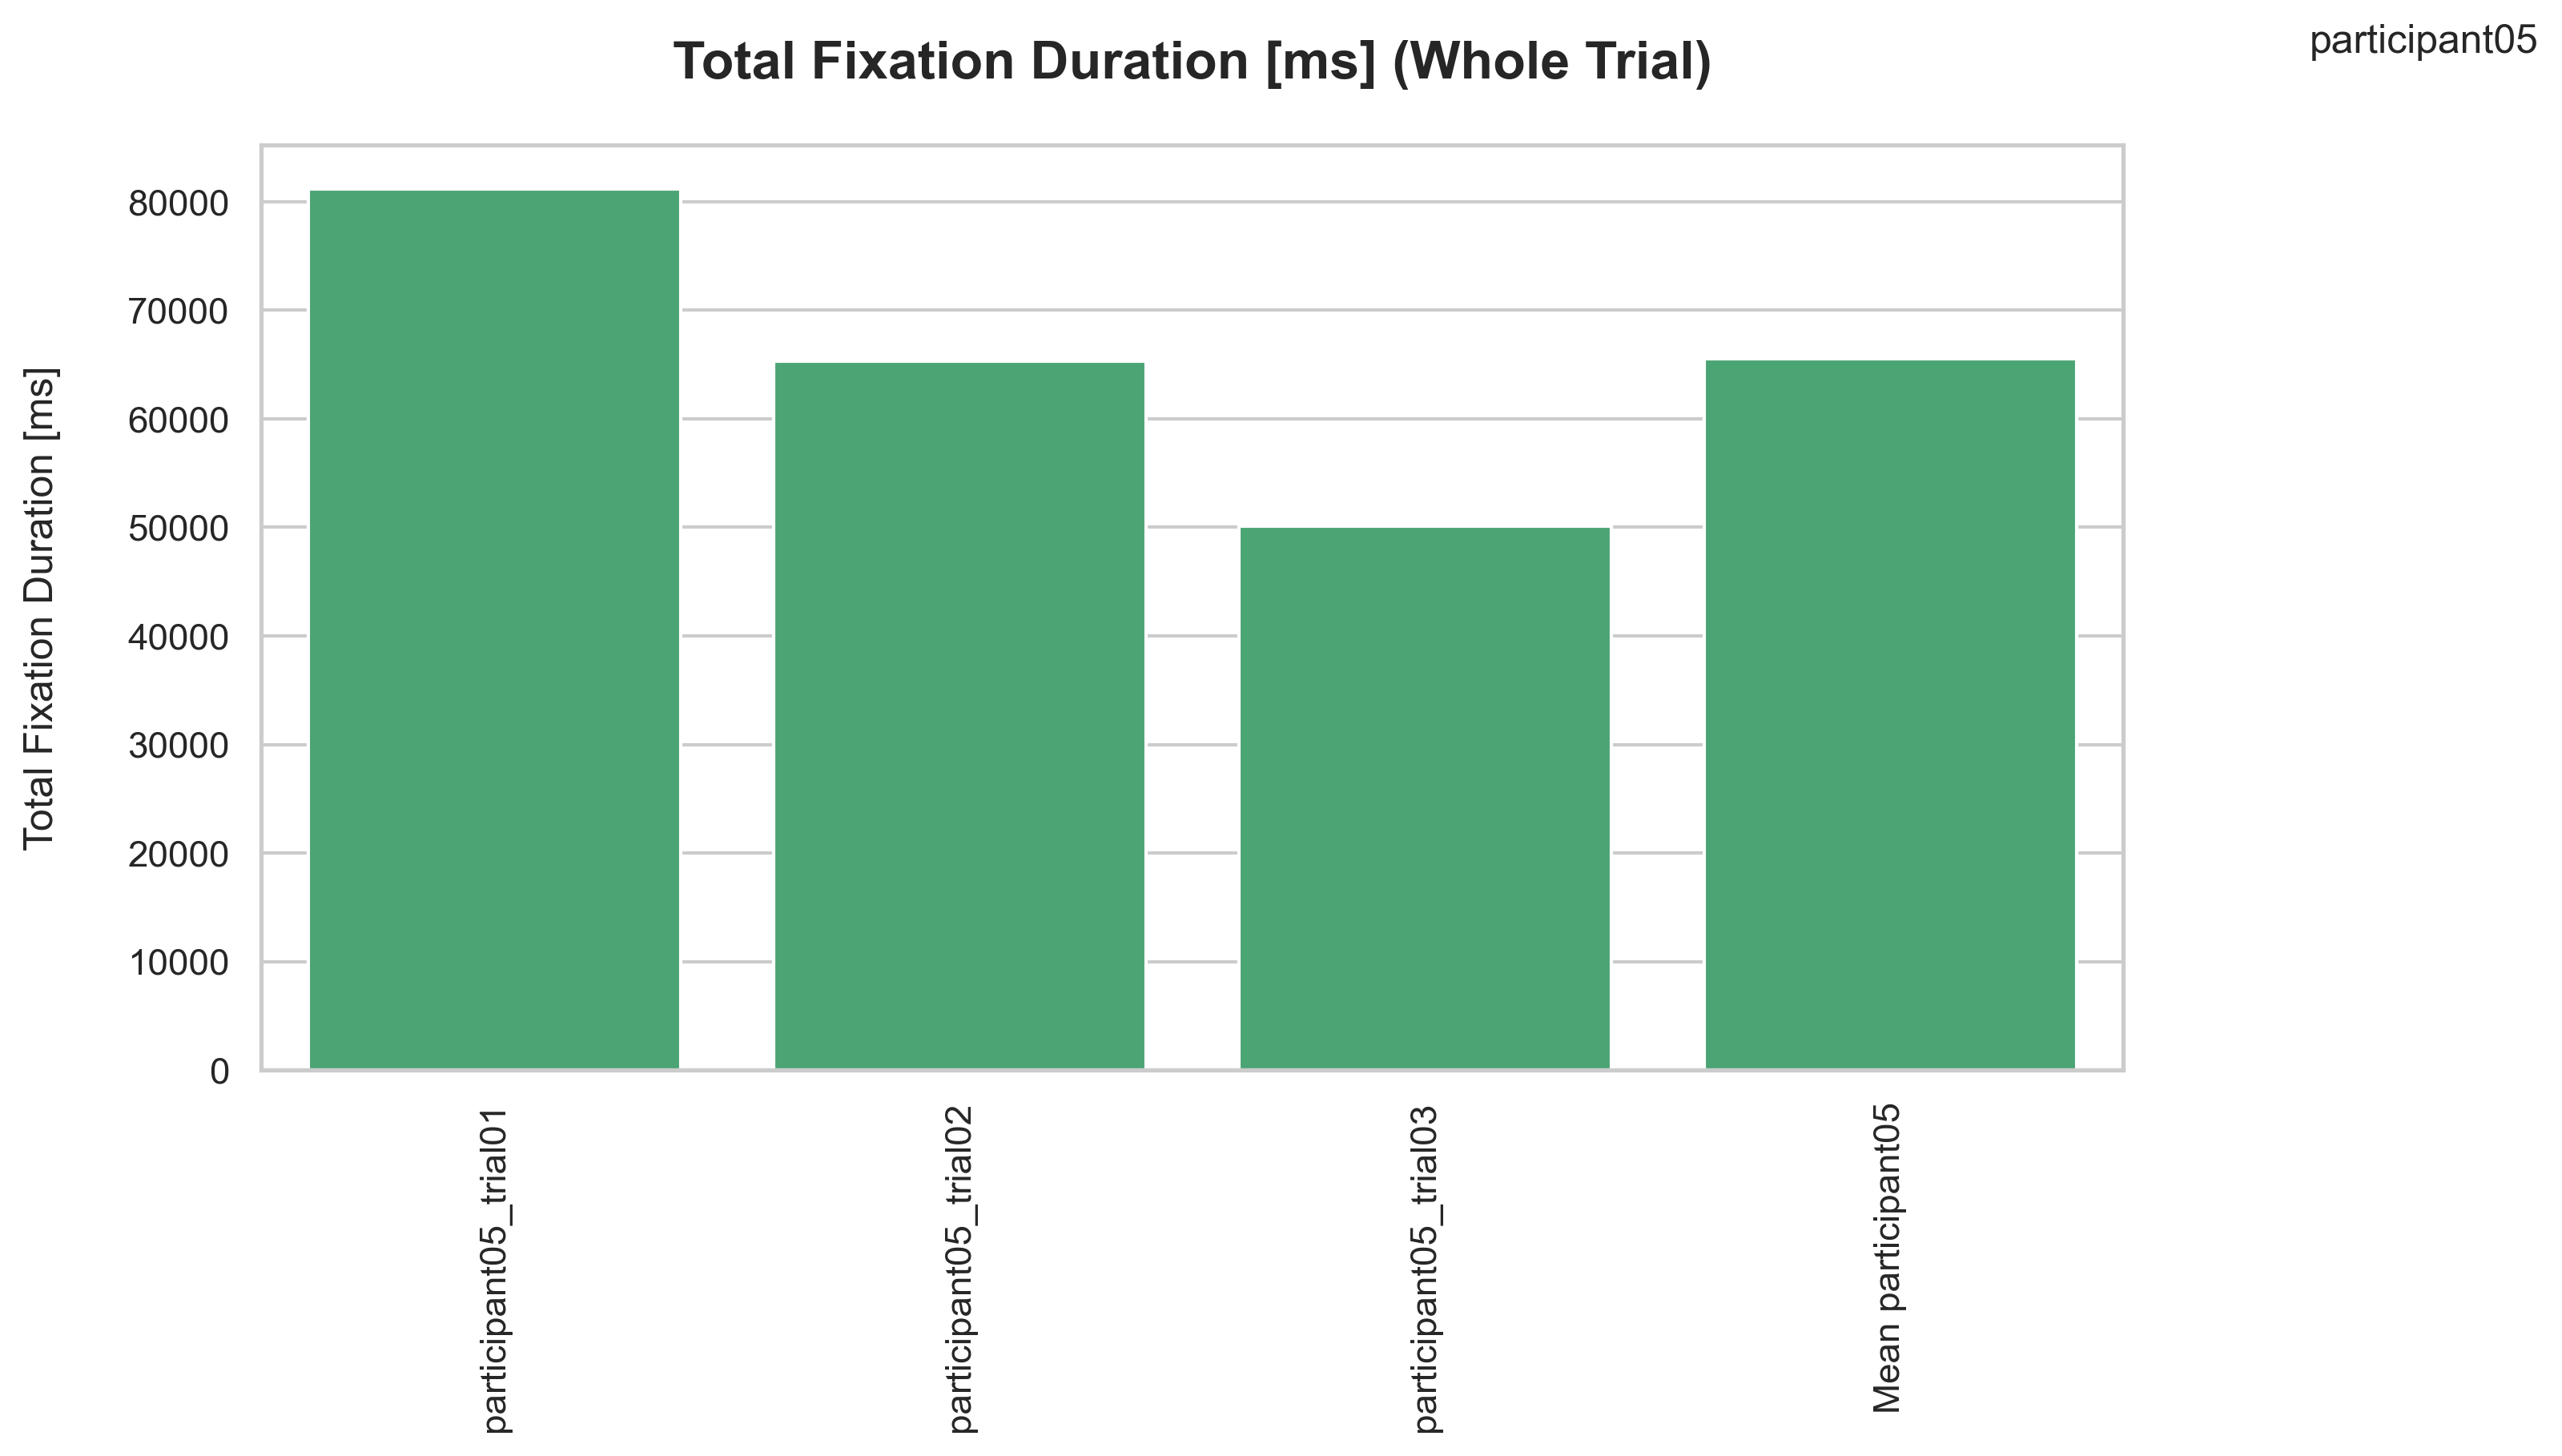 participant05
Total Fixation Duration [ms] (Whole Trial)
Total Fixation Duration [ms]
80000
70000
60000
50000
40000
30000
20000
10000
0
participant05_trial01
participant05_trial02
participant05_trial03
Mean participant05